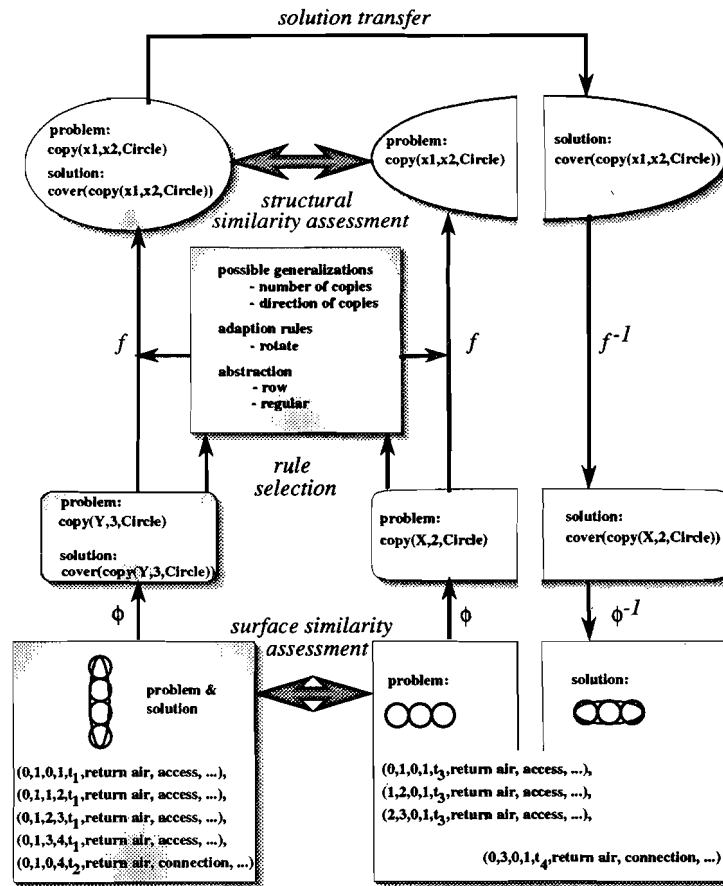 solution transfer
problem:
copy(x1,x2,Circle)
solution:
cover(copy(x1,x2,Circle))
problem:
copy(x1,x2,Circle)
solution:
cover(copy(x1,x2,Circle))
structural
similarity assessment
possible generalizations
- number of copies
- direction of copies
adaption rules
- rotate
abstraction
- row
- regular
f
f
f-1
rule
selection
problem:
copy(Y,3,Circle)
solution:
cover(copy(Y,3,Circle))
problem:
copy(X,2,Circle)
solution:
cover(copy(X,2,Circle))
ϕ
ϕ
ϕ-1
surface similarity
assessment
problem &
solution
problem:
solution:
(0,1,0,1,t1,return air, access, ...),
(0,1,1,2,t1,return air, access, ...),
(0,1,2,3,t1,return air, access, ...),
(0,1,3,4,t1,return air, access, ...),
(0,1,0,4,t2,return air, connection, ...)
(0,1,0,1,t3,return air, access, ...),
(1,2,0,1,t3,return air, access, ...),
(2,3,0,1,t3,return air, access, ...),
(0,3,0,1,t4,return air, connection, ...)